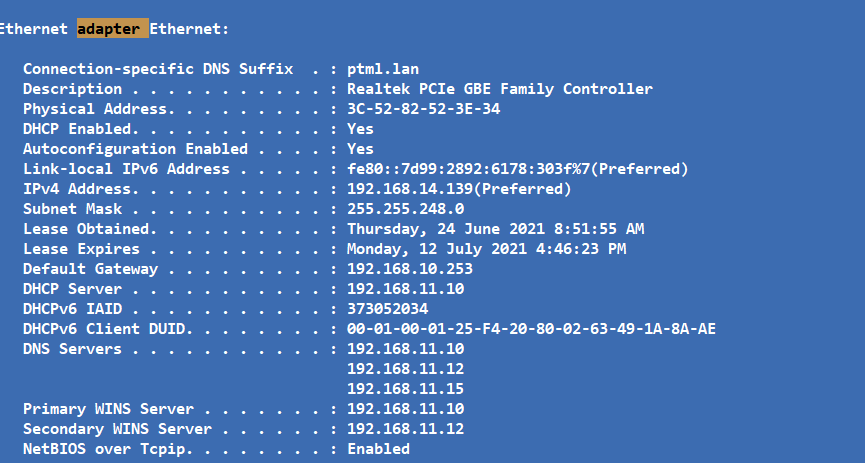 Ethernet adapter Ethernet:
Connection-specific DNS Suffix  . : ptml.lan
Description . . . . . . . . . . . : Realtek PCIe GBE Family Controller
Physical Address. . . . . . . . . : 3C-52-82-52-3E-34
DHCP Enabled. . . . . . . . . . . : Yes
Autoconfiguration Enabled . . . . : Yes
Link-local IPv6 Address . . . . . : fe80::7d99:2892:6178:303f%7(Preferred)
IPv4 Address. . . . . . . . . . . : 192.168.14.139(Preferred)
Subnet Mask . . . . . . . . . . . : 255.255.248.0
Lease Obtained. . . . . . . . . . : Thursday, 24 June 2021 8:51:55 AM
Lease Expires . . . . . . . . . . : Monday, 12 July 2021 4:46:23 PM
Default Gateway . . . . . . . . . : 192.168.10.253
DHCP Server . . . . . . . . . . . : 192.168.11.10
DHCPv6 IAID . . . . . . . . . . . : 373052034
DHCPv6 Client DUID. . . . . . . . : 00-01-00-01-25-F4-20-80-02-63-49-1A-8A-AE
DNS Servers . . . . . . . . . . . : 192.168.11.10
192.168.11.12
192.168.11.15
Primary WINS Server . . . . . . . : 192.168.11.10
Secondary WINS Server . . . . . . : 192.168.11.12
NetBIOS over Tcpip. . . . . . . . : Enabled